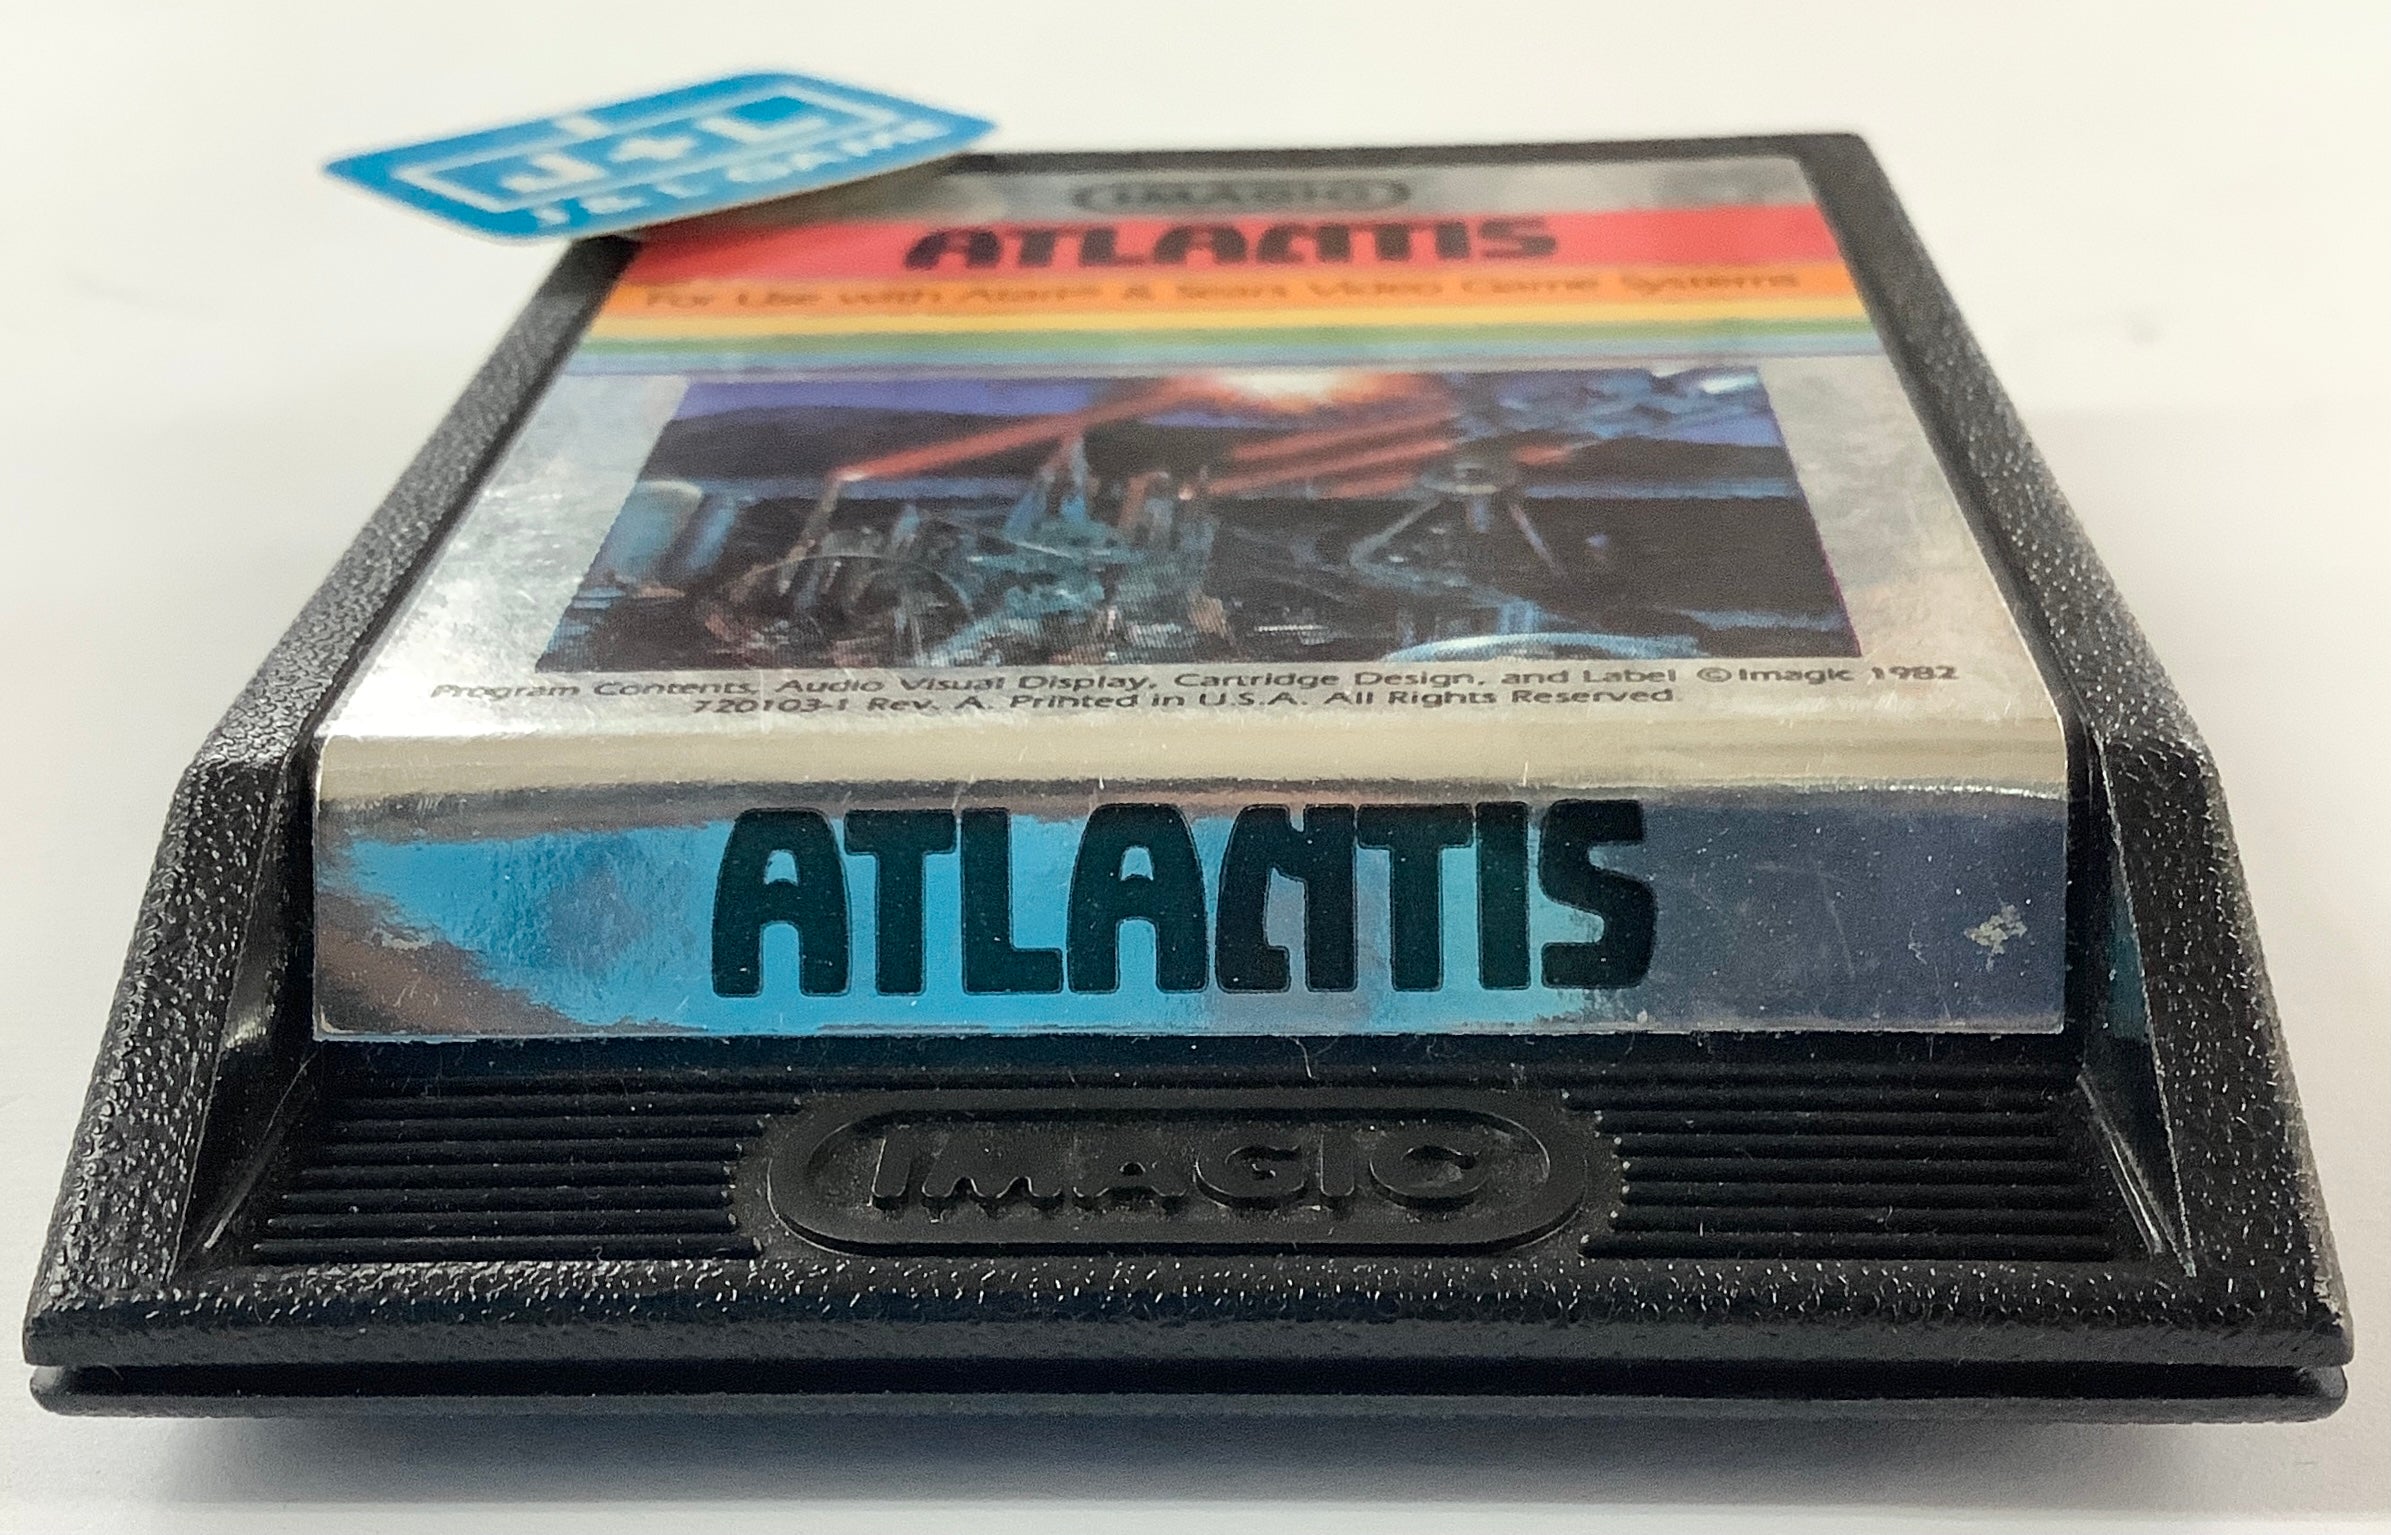 J+L
J & L GAME
IMAGIC
ATLANTIS
For Use with Atari® & Sears Video Game Systems
Program Contents, Audio Visual Display, Cartridge Design, and Label ©Imagic 1982
720103-1 Rev. A. Printed in U.S.A. All Rights Reserved.
ATLANTIS
IMAGIC